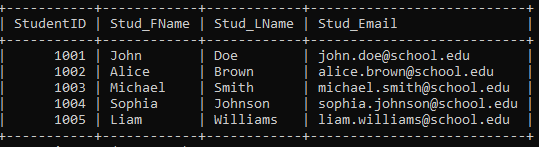 StudentID | Stud_FName | Stud_LName | Stud_Email
1001 | John | Doe | john.doe@school.edu
1002 | Alice | Brown | alice.brown@school.edu
1003 | Michael | Smith | michael.smith@school.edu
1004 | Sophia | Johnson | sophia.johnson@school.edu
1005 | Liam | Williams | liam.williams@school.edu